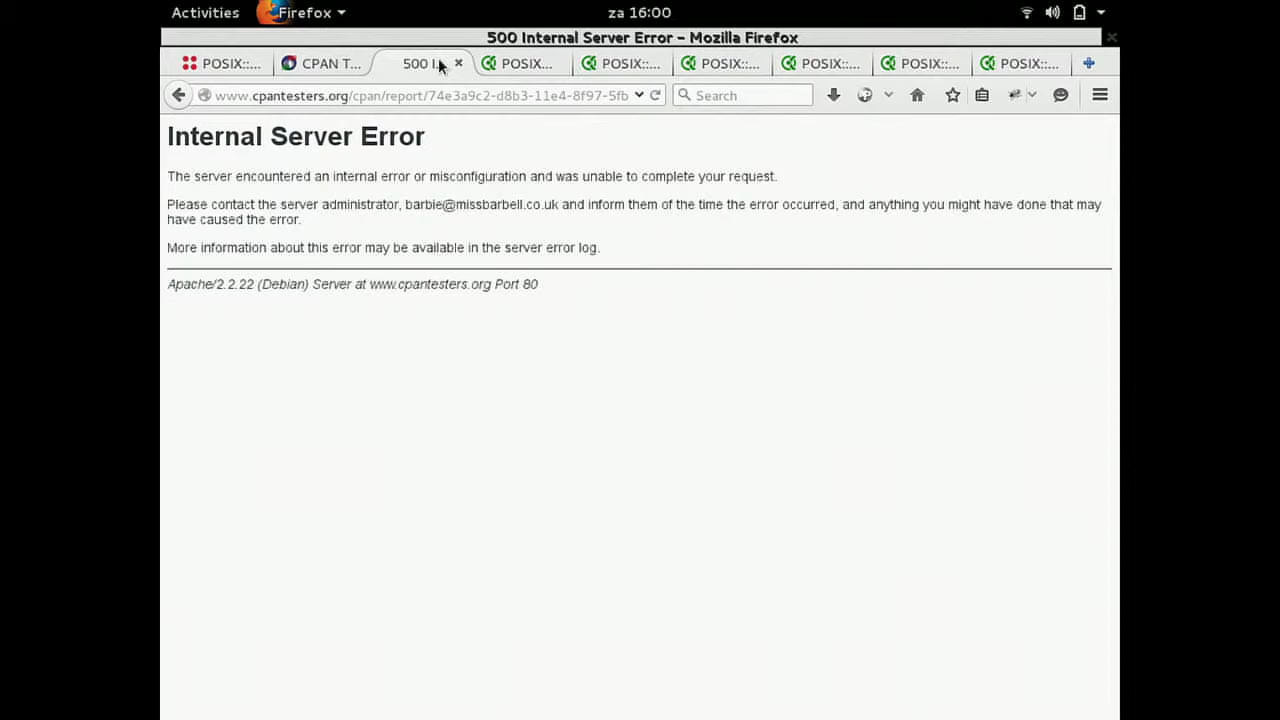 Activities Firefox za 16:00
500 Internal Server Error - Mozilla Firefox
POSIX::... CPAN T... 500 I... POSIX... POSIX::... POSIX::... POSIX::... POSIX::... POSIX::...
www.cpantesters.org/cpan/report/74e3a9c2-d8b3-11e4-8f97-5fb Search
Internal Server Error
The server encountered an internal error or misconfiguration and was unable to complete your request.
Please contact the server administrator, barbie@missbarbell.co.uk and inform them of the time the error occurred, and anything you might have done that may
have caused the error.
More information about this error may be available in the server error log.
Apache/2.2.22 (Debian) Server at www.cpantesters.org Port 80